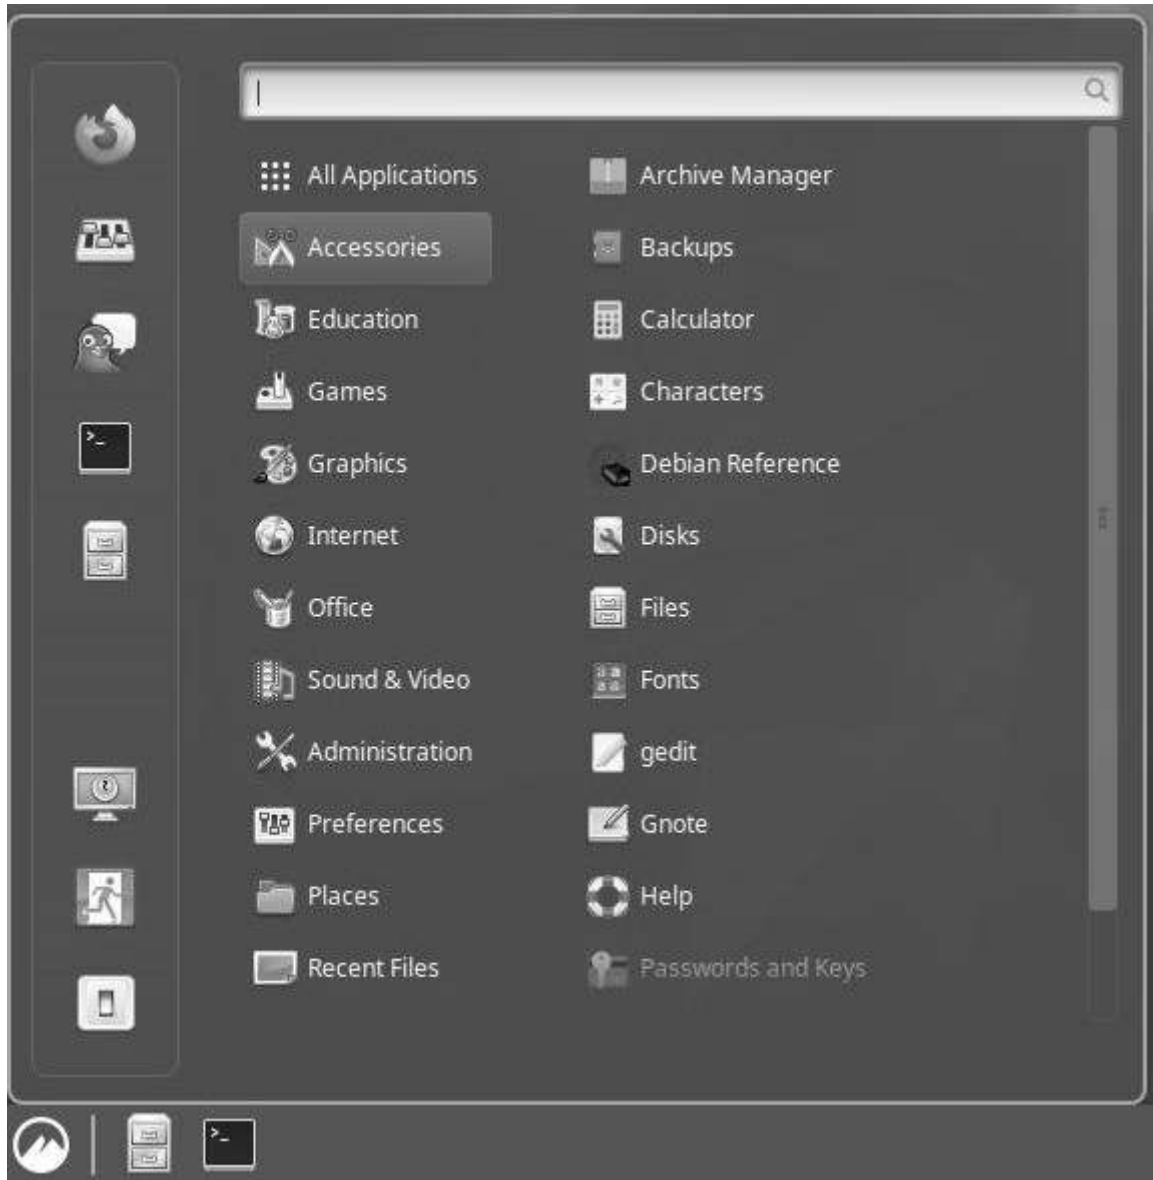 All Applications
Accessories
Education
Games
Graphics
Internet
Office
Sound & Video
Administration
Preferences
Places
Recent Files
Archive Manager
Backups
Calculator
Characters
Debian Reference
Disks
Files
Fonts
gedit
Gnote
Help
Passwords and Keys